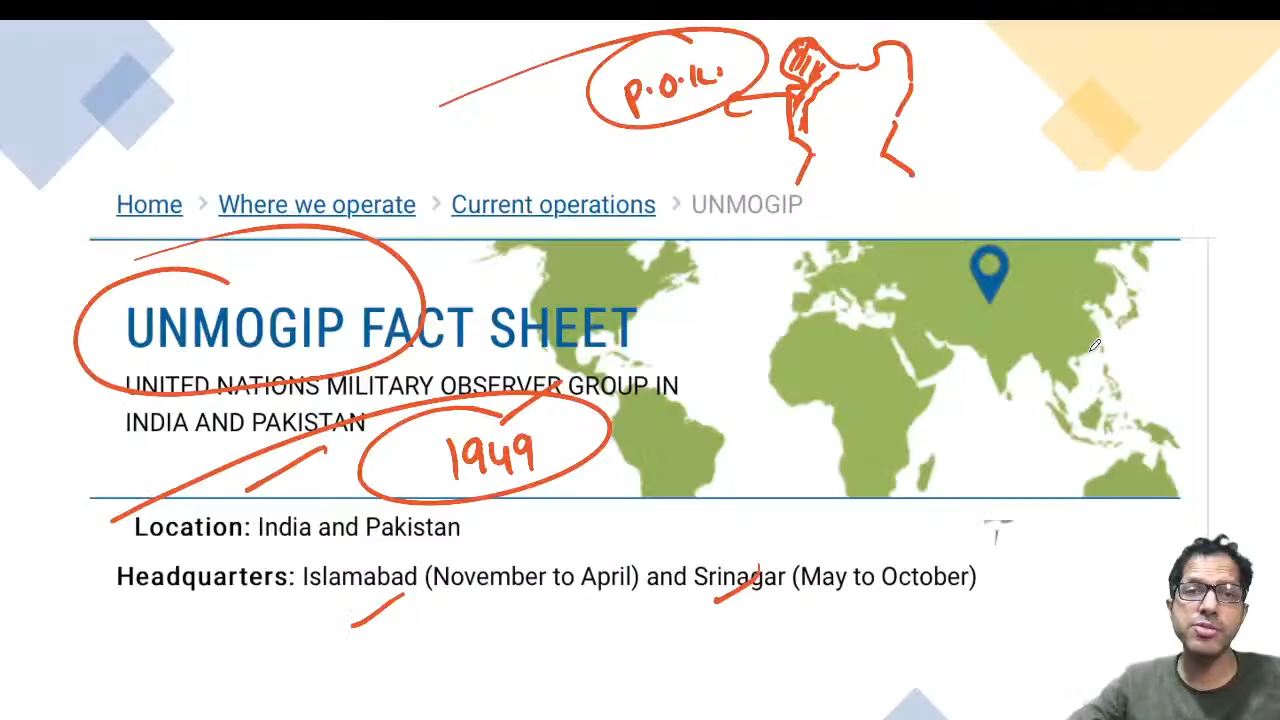 P.O.K.
Home > Where we operate > Current operations > UNMOGIP
UNMOGIP FACT SHEET
UNITED NATIONS MILITARY OBSERVER GROUP IN
INDIA AND PAKISTAN
1949
Location: India and Pakistan
Headquarters: Islamabad (November to April) and Srinagar (May to October)